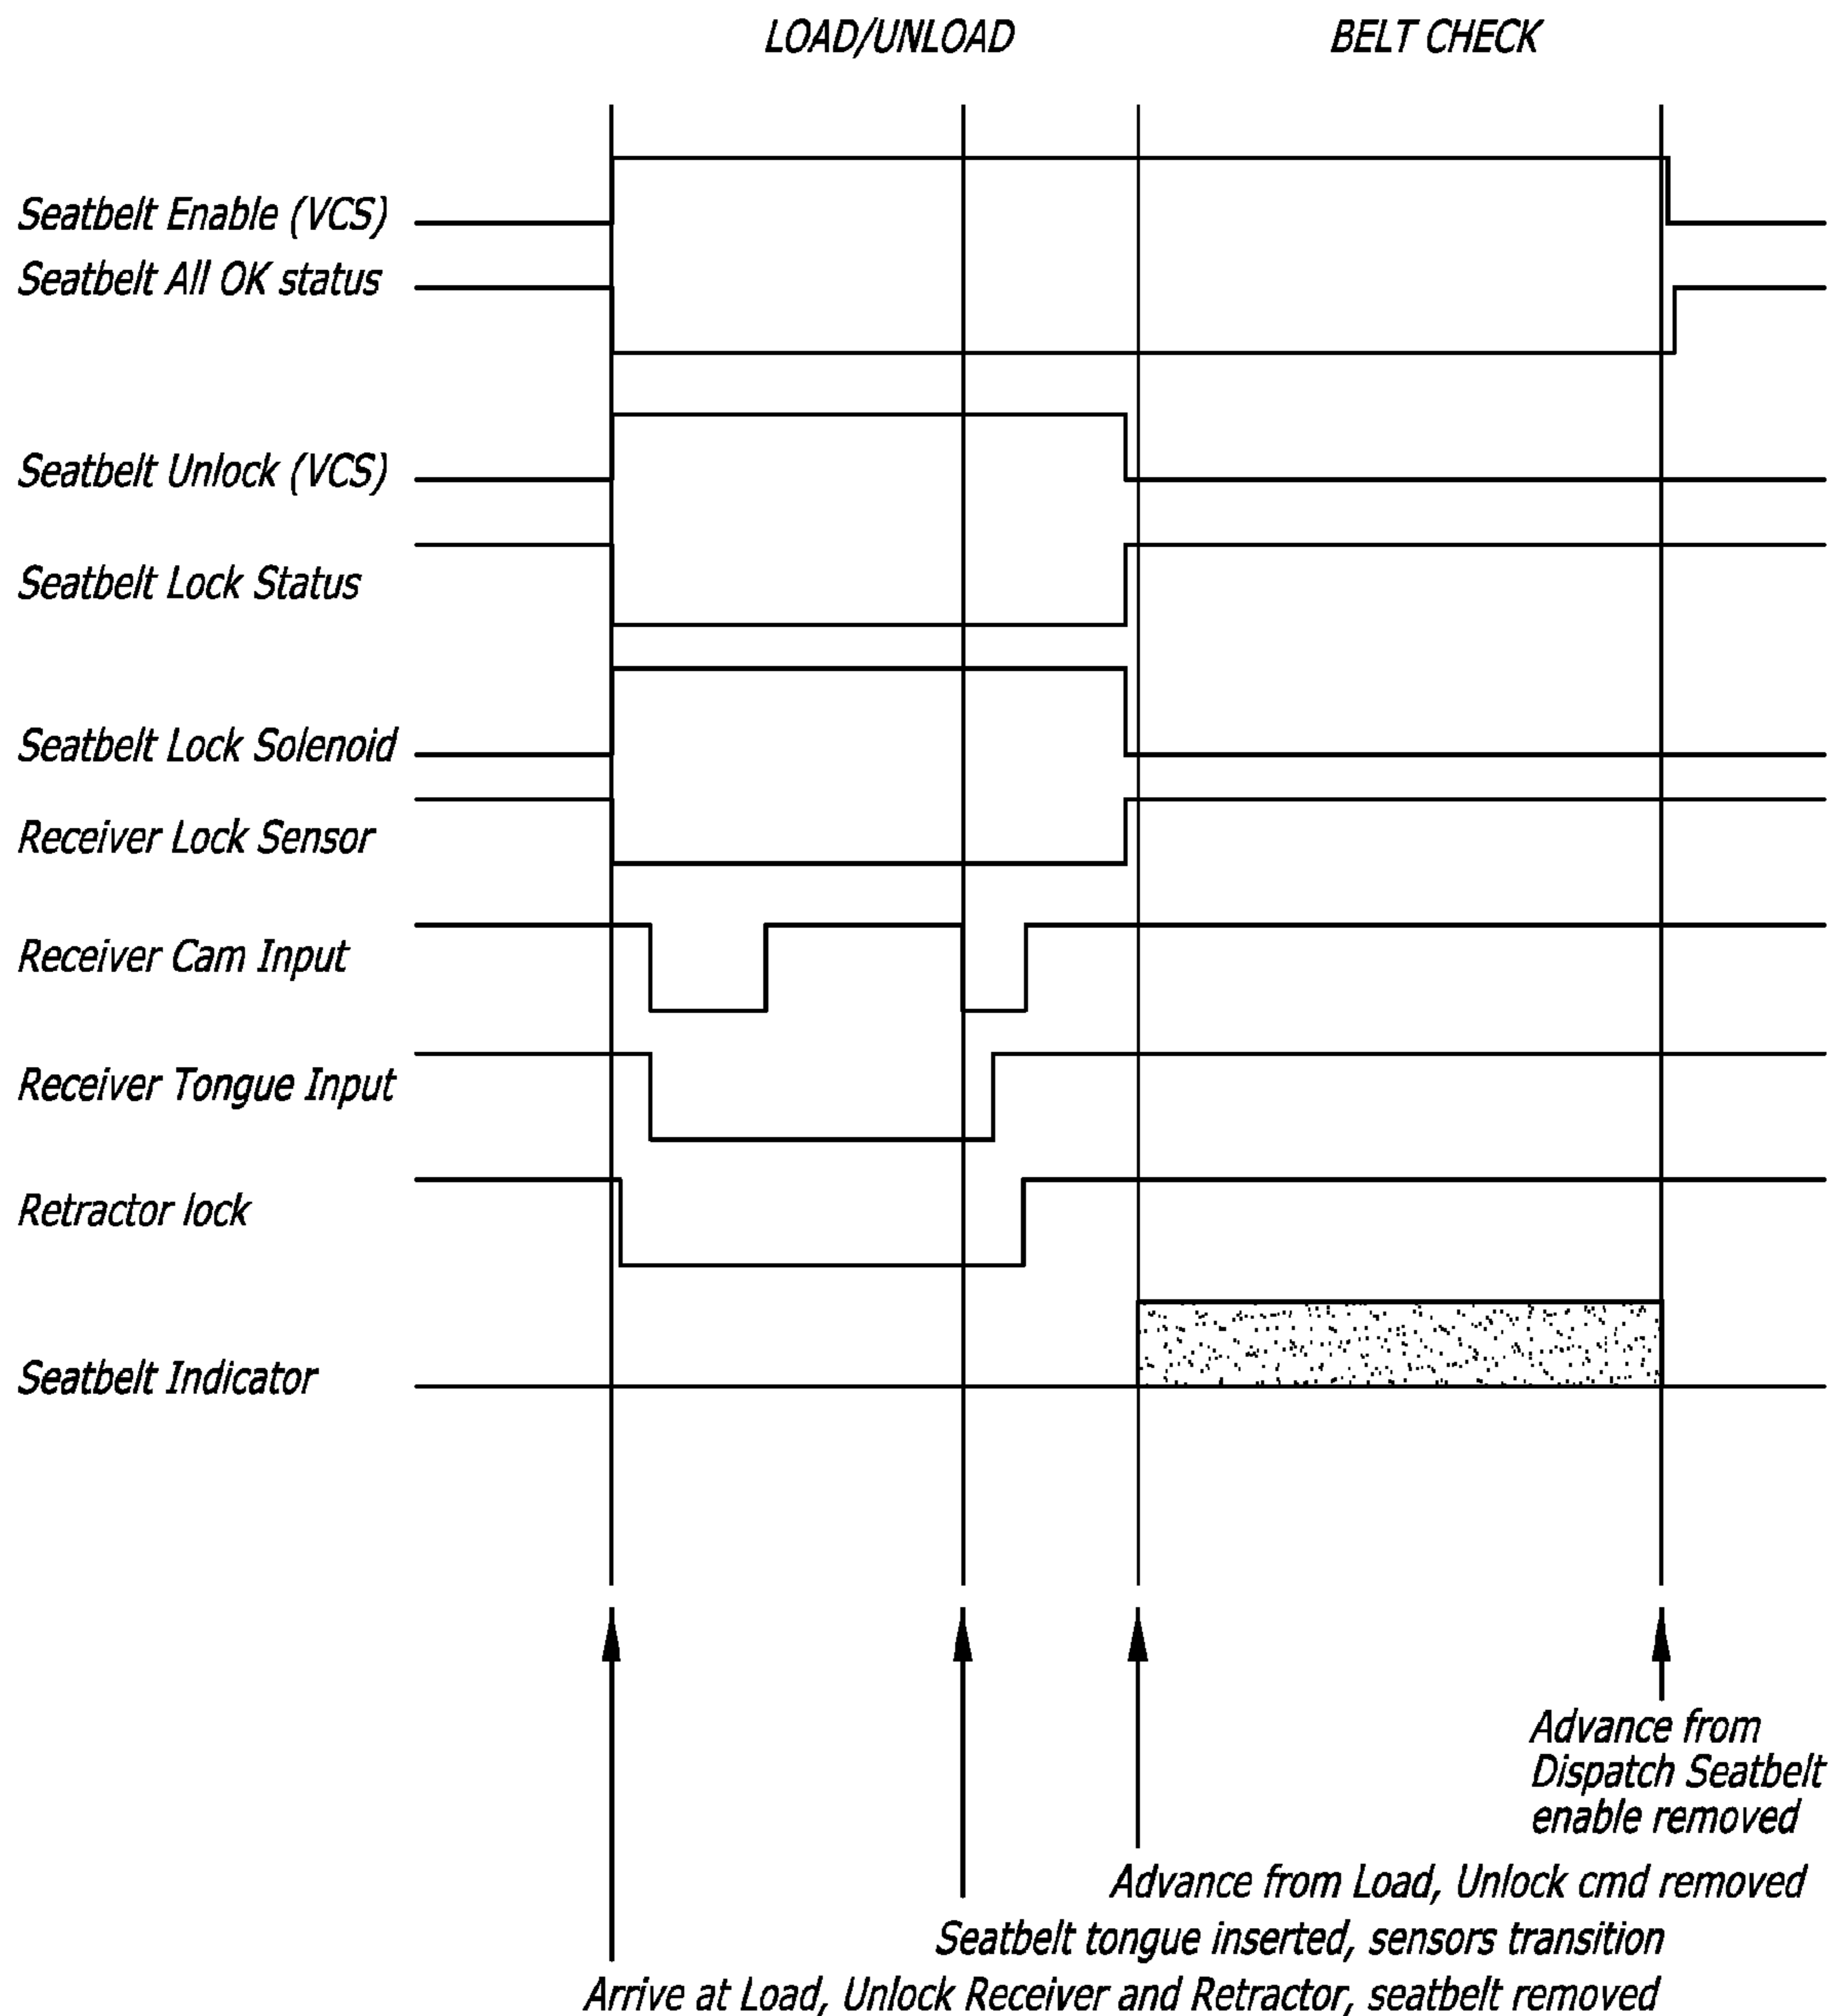 LOAD/UNLOAD
BELT CHECK
Seatbelt Enable (VCS)
Seatbelt All OK status
Seatbelt Unlock (VCS)
Seatbelt Lock Status
Seatbelt Lock Solenoid
Receiver Lock Sensor
Receiver Cam Input
Receiver Tongue Input
Retractor lock
Seatbelt Indicator
Advance from
Dispatch Seatbelt
enable removed
Advance from Load, Unlock cmd removed
Seatbelt tongue inserted, sensors transition
Arrive at Load, Unlock Receiver and Retractor, seatbelt removed